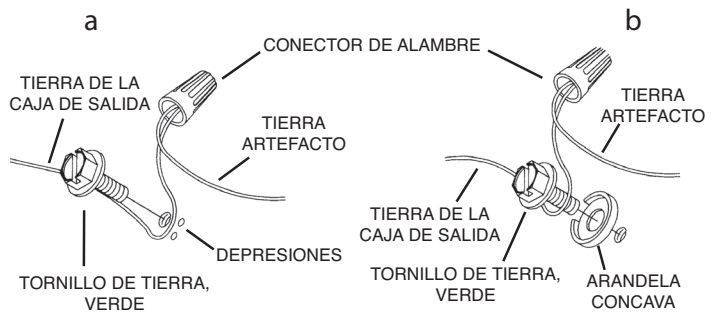 a
b
CONECTOR DE ALAMBRE
TIERRA DE LA
CAJA DE SALIDA
TIERRA
ARTEFACTO
TIERRA
ARTEFACTO
TIERRA DE LA
CAJA DE SALIDA
DEPRESIONES
TORNILLO DE TIERRA,
VERDE
TORNILLO DE TIERRA,
VERDE
ARANDELA
CONCAVA